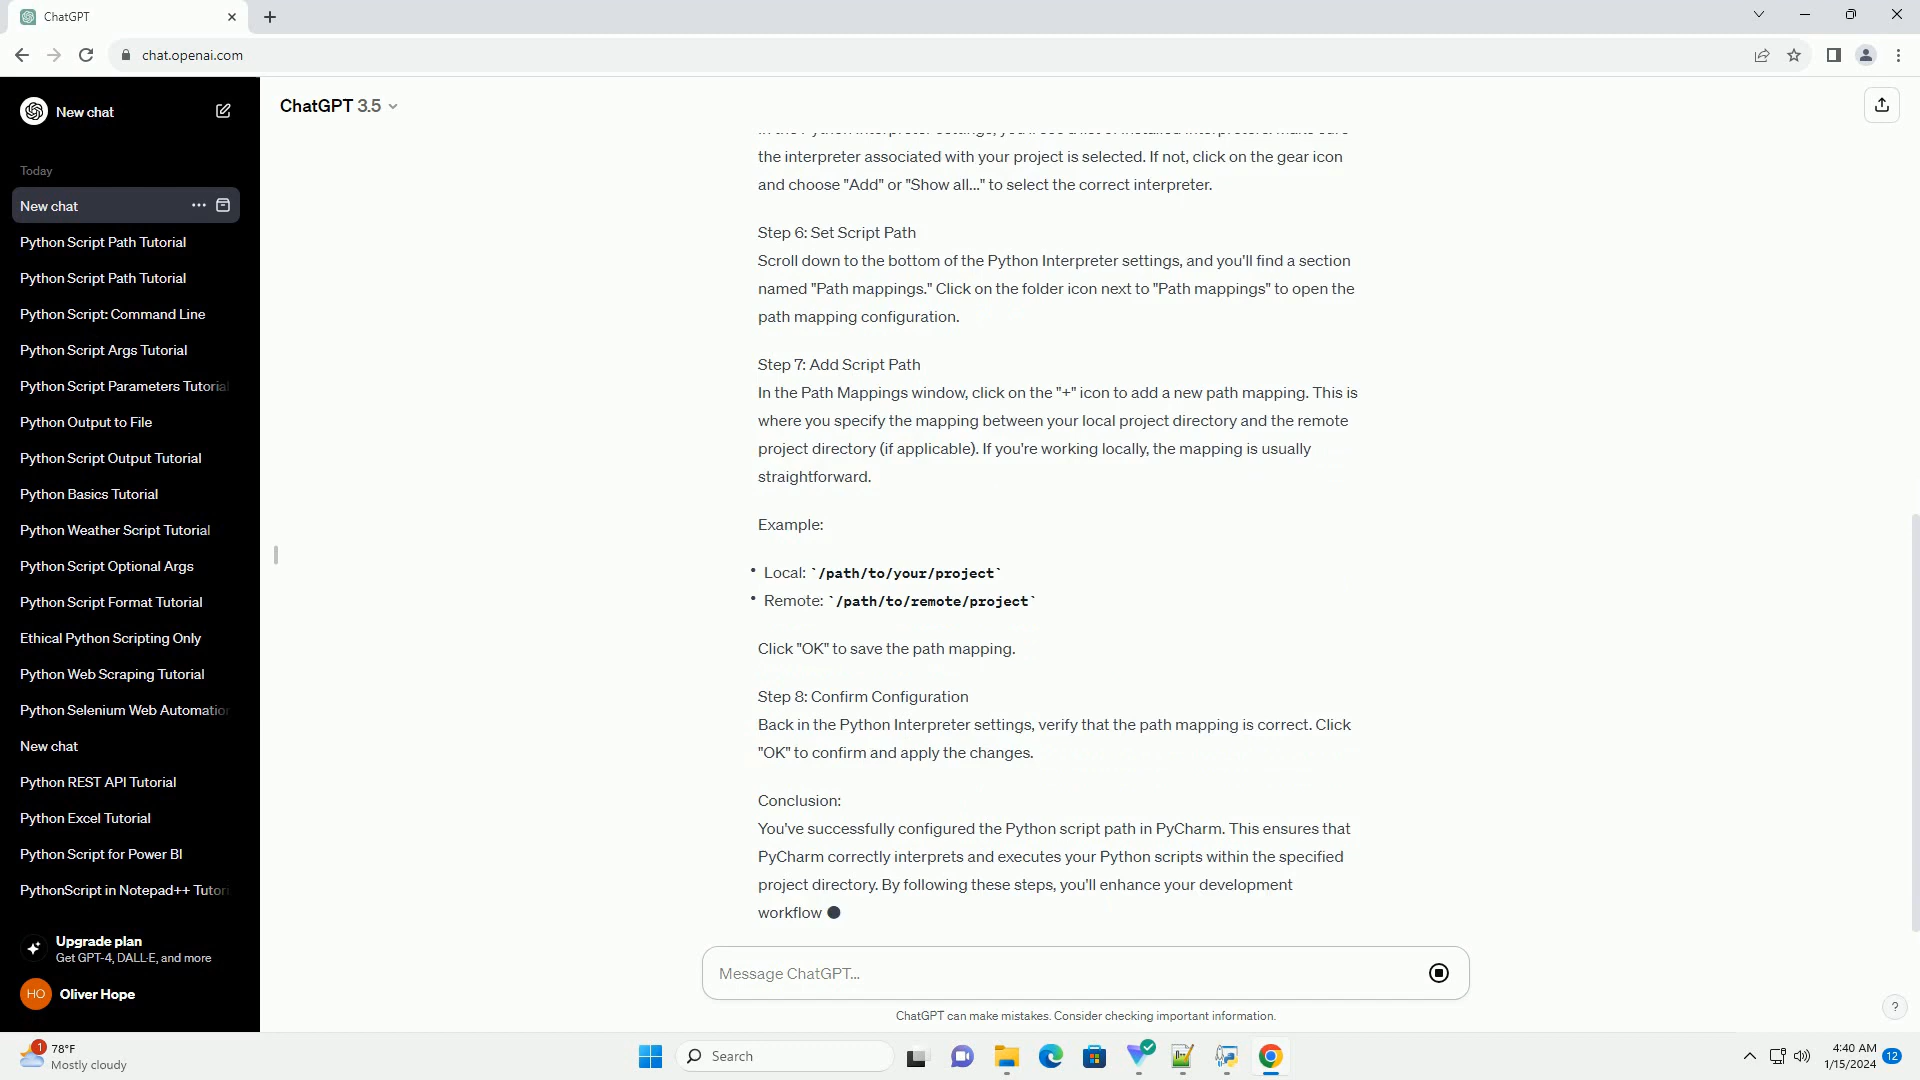 ChatGPT
chat.openai.com
New chat
Today
New chat
Python Script Path Tutorial
Python Script Path Tutorial
Python Script: Command Line
Python Script Args Tutorial
Python Script Parameters Tutorial
Python Output to File
Python Script Output Tutorial
Python Basics Tutorial
Python Weather Script Tutorial
Python Script Optional Args
Python Script Format Tutorial
Ethical Python Scripting Only
Python Web Scraping Tutorial
Python Selenium Web Automation
New chat
Python REST API Tutorial
Python Excel Tutorial
Python Script for Power BI
PythonScript in Notepad++ Tutori
Upgrade plan
Get GPT-4, DALL·E, and more
HO Oliver Hope
ChatGPT 3.5
the interpreter associated with your project is selected. If not, click on the gear icon
and choose "Add" or "Show all..." to select the correct interpreter.
Step 6: Set Script Path
Scroll down to the bottom of the Python Interpreter settings, and you'll find a section
named "Path mappings." Click on the folder icon next to "Path mappings" to open the
path mapping configuration.
Step 7: Add Script Path
In the Path Mappings window, click on the "+" icon to add a new path mapping. This is
where you specify the mapping between your local project directory and the remote
project directory (if applicable). If you're working locally, the mapping is usually
straightforward.
Example:
• Local: `/path/to/your/project`
• Remote: `/path/to/remote/project`
Click "OK" to save the path mapping.
Step 8: Confirm Configuration
Back in the Python Interpreter settings, verify that the path mapping is correct. Click
"OK" to confirm and apply the changes.
Conclusion:
You've successfully configured the Python script path in PyCharm. This ensures that
PyCharm correctly interprets and executes your Python scripts within the specified
project directory. By following these steps, you'll enhance your development
workflow
Message ChatGPT...
ChatGPT can make mistakes. Consider checking important information.
?
1
78°F
Mostly cloudy
Search
4:40 AM
1/15/2024
12